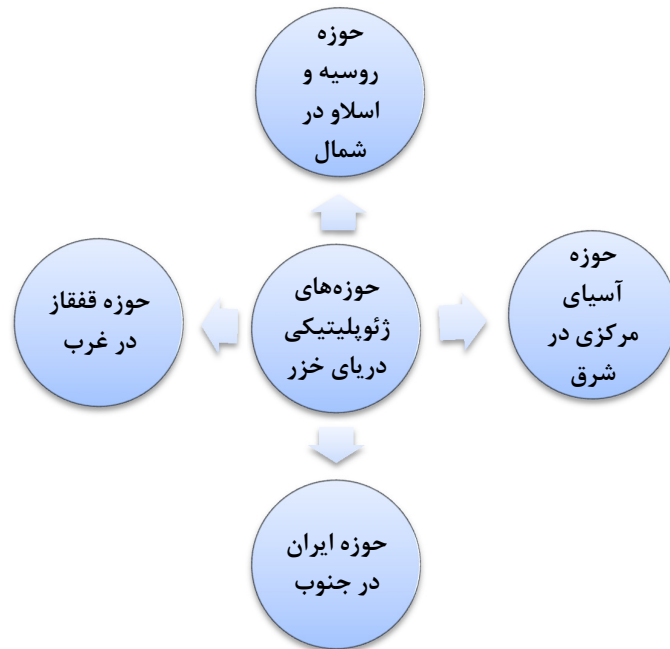 حوزه
روسیه و
اسلاو در
شمال
حوزه
آسیای
مرکزی در
شرق
حوزه‌های
ژئوپلیتیکی
دریای خزر
حوزه قفقاز
در غرب
حوزه ایران
در جنوب